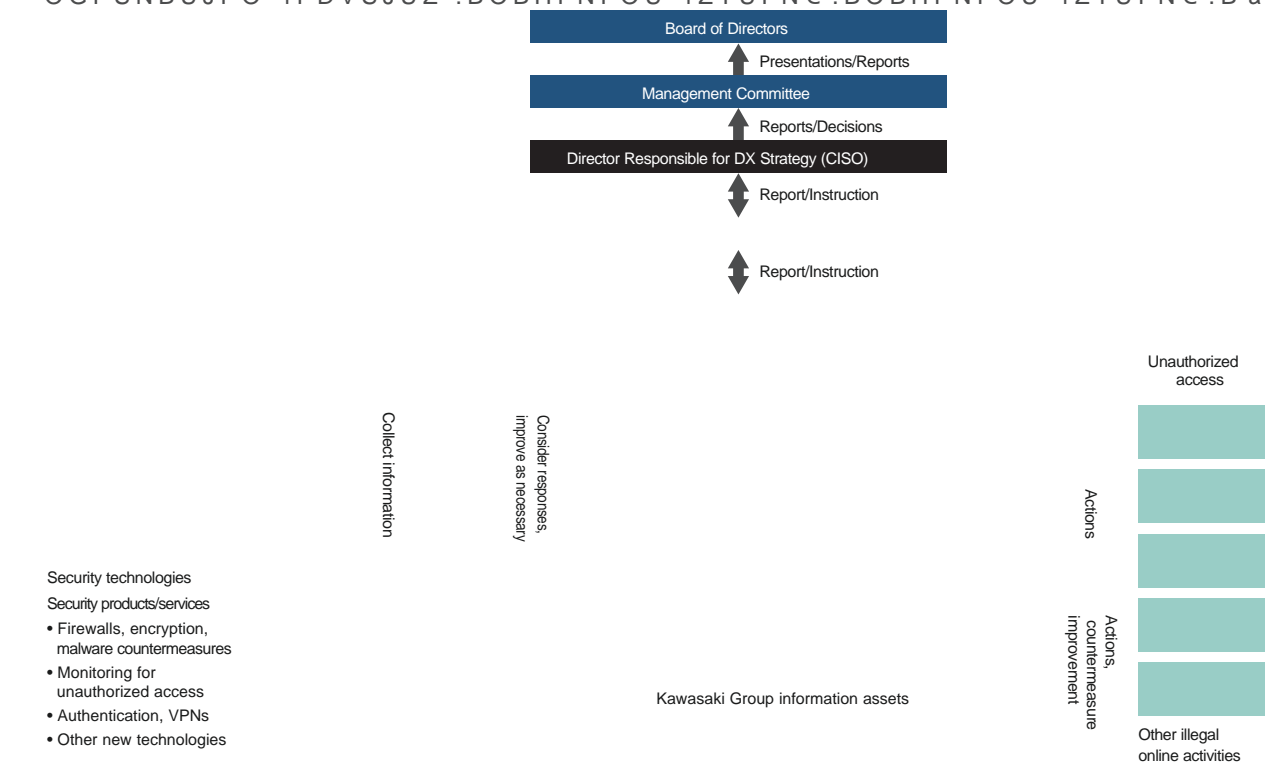 Board of Directors
Presentations/Reports
Management Committee
Reports/Decisions
Director Responsible for DX Strategy (CISO)
Report/Instruction
Report/Instruction
Unauthorized
access
Collect information
Consider responses,
improve as necessary
Actions
Security technologies
Security products/services
• Firewalls, encryption,
malware countermeasures
• Monitoring for
unauthorized access
• Authentication, VPNs
• Other new technologies
Kawasaki Group information assets
Actions,
countermeasure
improvement
Other illegal
online activities